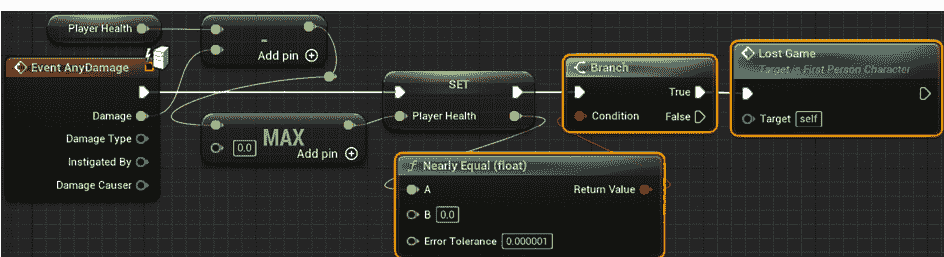 Player Health
-
Add pin
Event AnyDamage
Damage
Damage Type
Instigated By
Damage Causer
0.0
MAX
Add pin
SET
Player Health
Branch
True
Condition
False
Lost Game
Target is First Person Character
Target self
Nearly Equal (float)
A
Return Value
B 0.0
Error Tolerance 0.000001